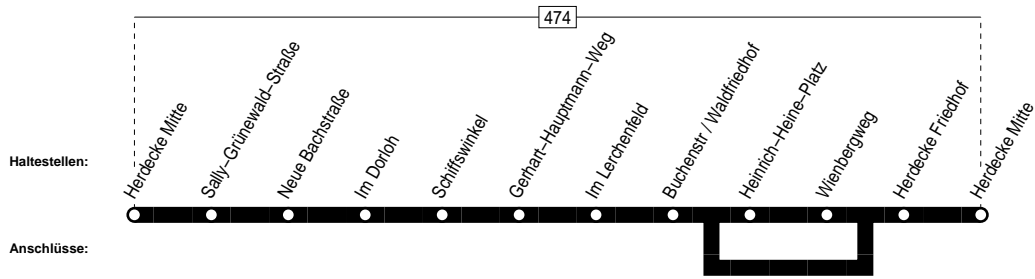 474
Haltestellen:
Herdecke Mitte
Sally–Grünewald–Straße
Neue Bachstraße
Im Dorloh
Schiffswinkel
Gerhart–Hauptmann–Weg
Im Lerchenfeld
Buchenstr / Waldfriedhof
Heinrich–Heine–Platz
Wienbergweg
Herdecke Friedhof
Herdecke Mitte
Anschlüsse: